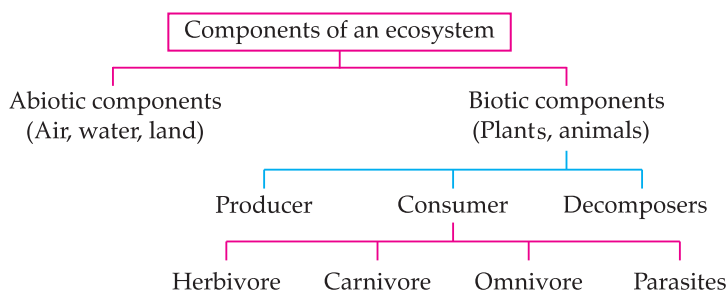 Components of an ecosystem
Abiotic components
(Air, water, land)
Biotic components
(Plants, animals)
Producer
Consumer
Decomposers
Herbivore
Carnivore
Omnivore
Parasites